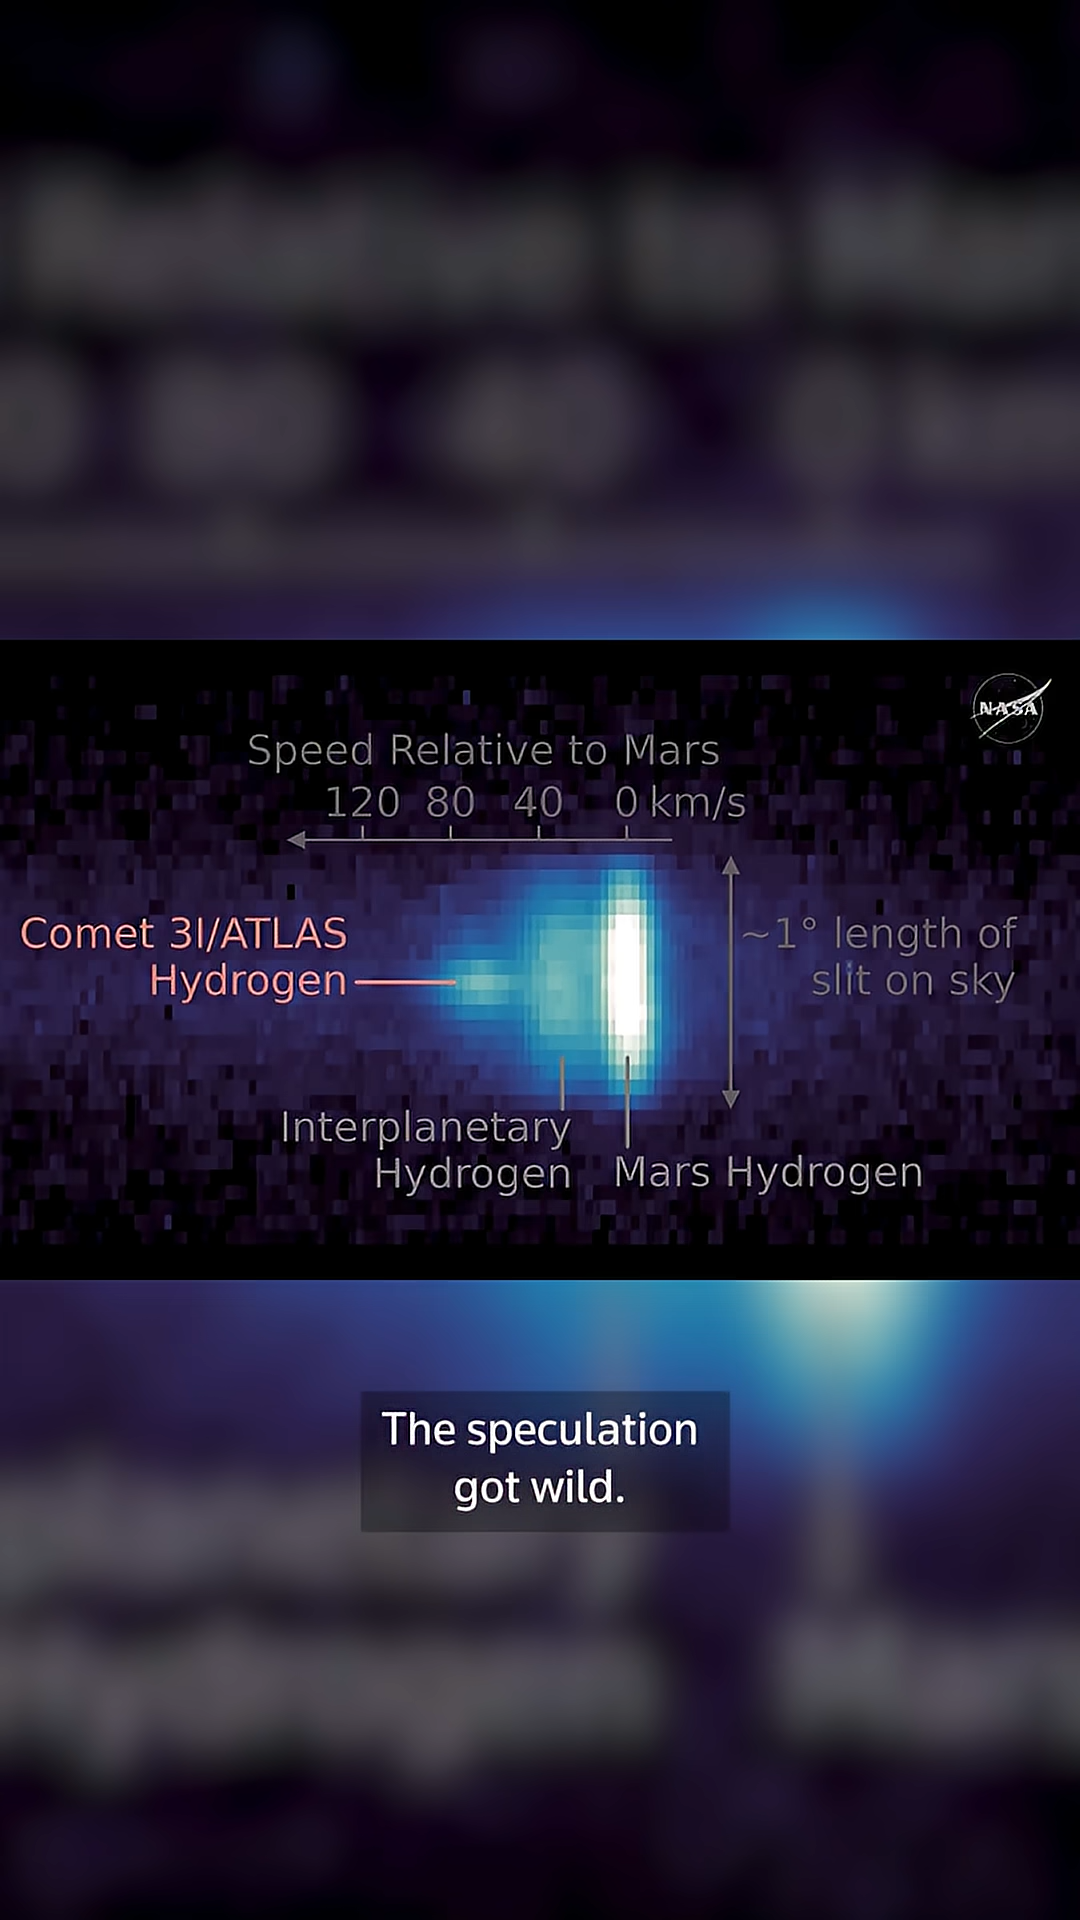 NASA
Speed Relative to Mars
120 80 40 0 km/s
Comet 3I/ATLAS
Hydrogen
~1° length of
slit on sky
Interplanetary
Hydrogen
Mars Hydrogen
The speculation
got wild.